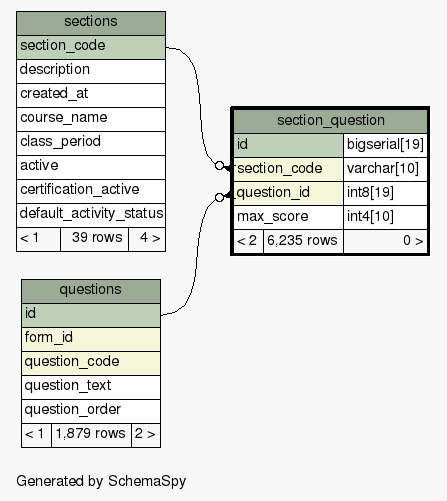 sections
section_code
description
created_at
course_name
class_period
active
certification_active
default_activity_status
< 1 39 rows 4 >
section_question
id bigserial[19]
section_code varchar[10]
question_id int8[19]
max_score int4[10]
< 2 6,235 rows 0 >
questions
id
form_id
question_code
question_text
question_order
< 1 1,879 rows 2 >
Generated by SchemaSpy